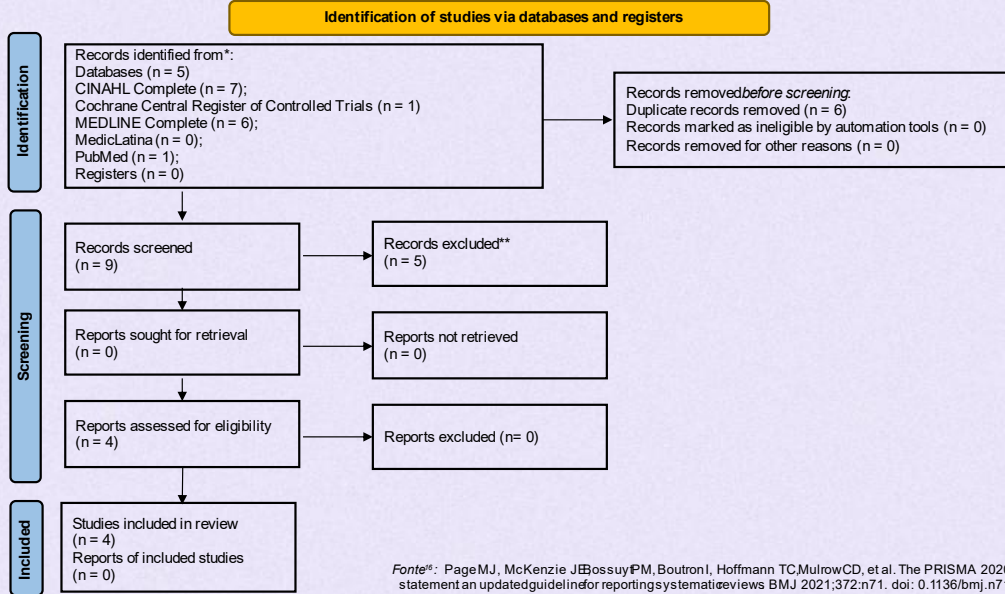 Identification of studies via databases and registers
Identification
Records identified from*:
Databases (n = 5)
CINAHL Complete (n = 7);
Cochrane Central Register of Controlled Trials (n = 1)
MEDLINE Complete (n = 6);
MedicLatina (n = 0);
PubMed (n = 1);
Registers (n = 0)
Records removed before screening:
Duplicate records removed (n = 6)
Records marked as ineligible by automation tools (n = 0)
Records removed for other reasons (n = 0)
Screening
Records screened
(n = 9)
Records excluded**
(n = 5)
Reports sought for retrieval
(n = 0)
Reports not retrieved
(n = 0)
Reports assessed for eligibility
(n = 4)
Reports excluded (n= 0)
Included
Studies included in review
(n = 4)
Reports of included studies
(n = 0)
Fonte¹⁶: Page MJ, McKenzie JE, Bossuyt PM, Boutron I, Hoffmann TC, Mulrow CD, et al. The PRISMA 2020
statement an updated guideline for reporting systematic reviews BMJ 2021;372:n71. doi: 0.1136/bmj.n71